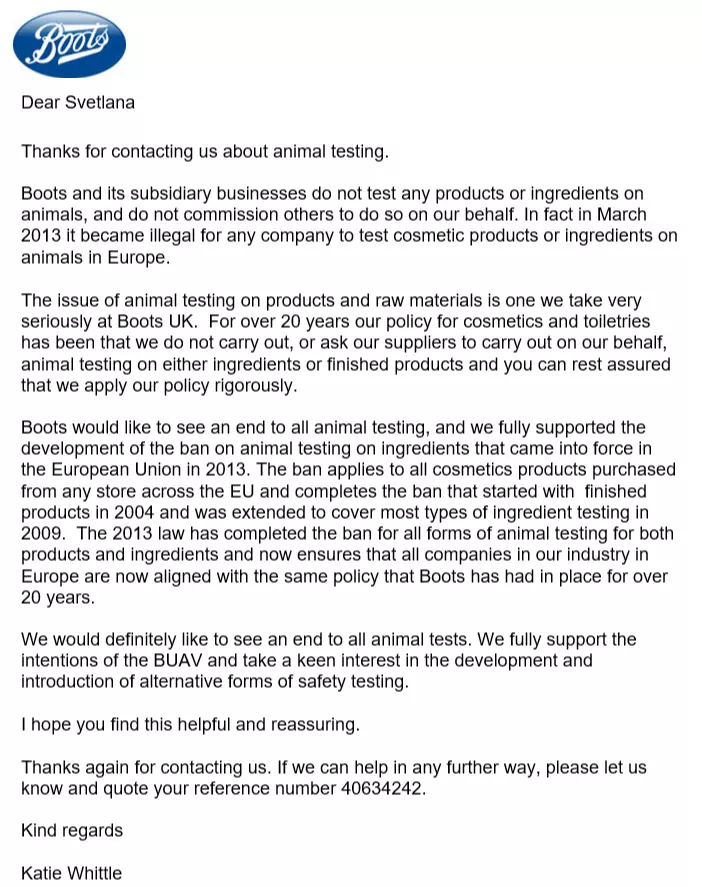 Boots
Dear Svetlana
Thanks for contacting us about animal testing.
Boots and its subsidiary businesses do not test any products or ingredients on
animals, and do not commission others to do so on our behalf. In fact in March
2013 it became illegal for any company to test cosmetic products or ingredients on
animals in Europe.
The issue of animal testing on products and raw materials is one we take very
seriously at Boots UK.  For over 20 years our policy for cosmetics and toiletries
has been that we do not carry out, or ask our suppliers to carry out on our behalf,
animal testing on either ingredients or finished products and you can rest assured
that we apply our policy rigorously.
Boots would like to see an end to all animal testing, and we fully supported the
development of the ban on animal testing on ingredients that came into force in
the European Union in 2013. The ban applies to all cosmetics products purchased
from any store across the EU and completes the ban that started with  finished
products in 2004 and was extended to cover most types of ingredient testing in
2009.  The 2013 law has completed the ban for all forms of animal testing for both
products and ingredients and now ensures that all companies in our industry in
Europe are now aligned with the same policy that Boots has had in place for over
20 years.
We would definitely like to see an end to all animal tests. We fully support the
intentions of the BUAV and take a keen interest in the development and
introduction of alternative forms of safety testing.
I hope you find this helpful and reassuring.
Thanks again for contacting us. If we can help in any further way, please let us
know and quote your reference number 40634242.
Kind regards
Katie Whittle